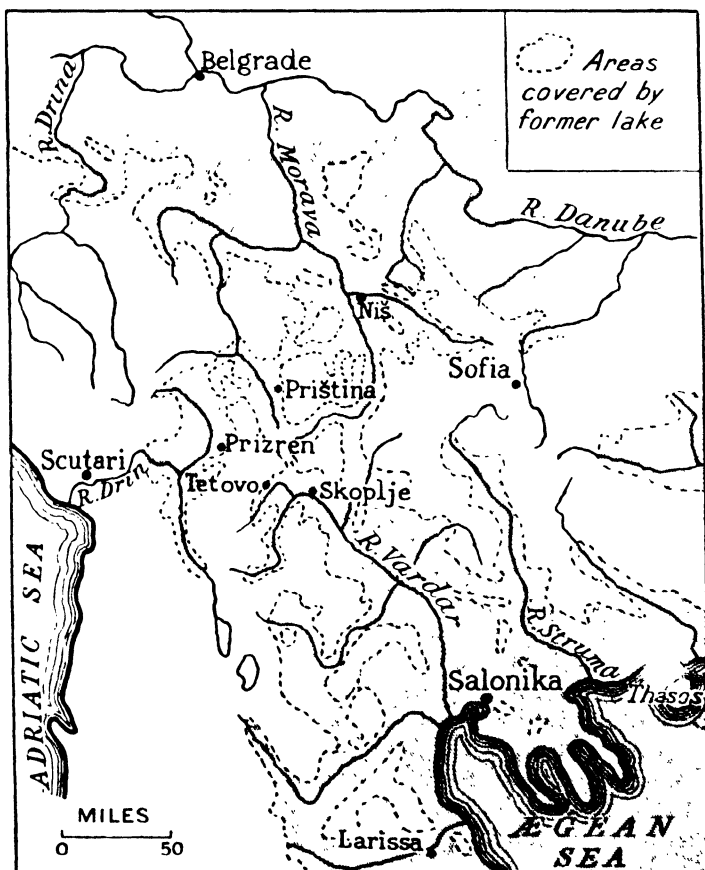 Areas
covered by
former lake
Belgrade
R. Drina
R. Morava
R. Danube
Niš
Sofia
Priština
Scutari
Prizren
R. Drin
Tetovo
Skoplje
R. Vardar
R. Struma
ADRIATIC SEA
Salonika
Thasos
MILES
0 50
Larissa
ÆGEAN
SEA